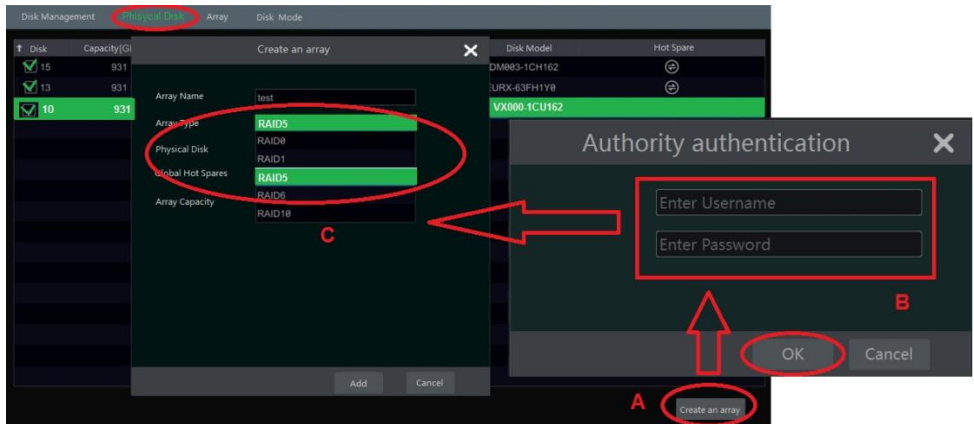 Disk Management Phisycal Disk Array Disk Mode
↑ Disk Capacity(GB Create an array × Disk Model Hot Spare
15 931 DM003-1CH162
13 931 EURX-63FH1Y0
10 931 VX000-1CU162
Array Name test
Array Type RAID5
Physical Disk RAID0
RAID1
Global Hot Spares RAID5
Array Capacity RAID6
RAID10
C
Add Cancel
Authority authentication ×
Enter Username
Enter Password
B
OK Cancel
A Create an array